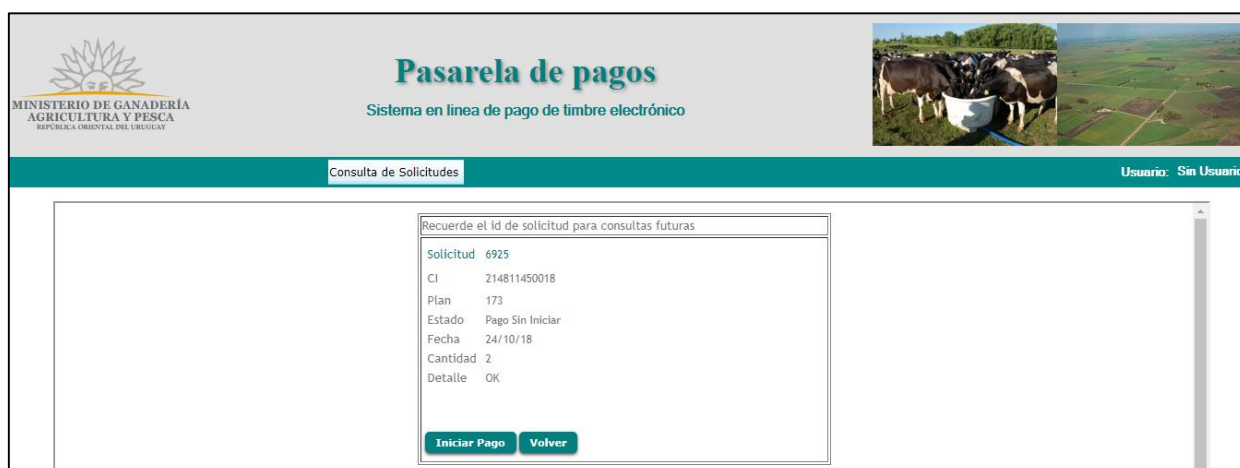 MINISTERIO DE GANADERÍA
AGRICULTURA Y PESCA
REPÚBLICA ORIENTAL DEL URUGUAY
Pasarela de pagos
Sistema en linea de pago de timbre electrónico
Consulta de Solicitudes
Usuario: Sin Usuario
Recuerde el id de solicitud para consultas futuras
Solicitud 6925
CI 214811450018
Plan 173
Estado Pago Sin Iniciar
Fecha 24/10/18
Cantidad 2
Detalle OK
Iniciar Pago Volver